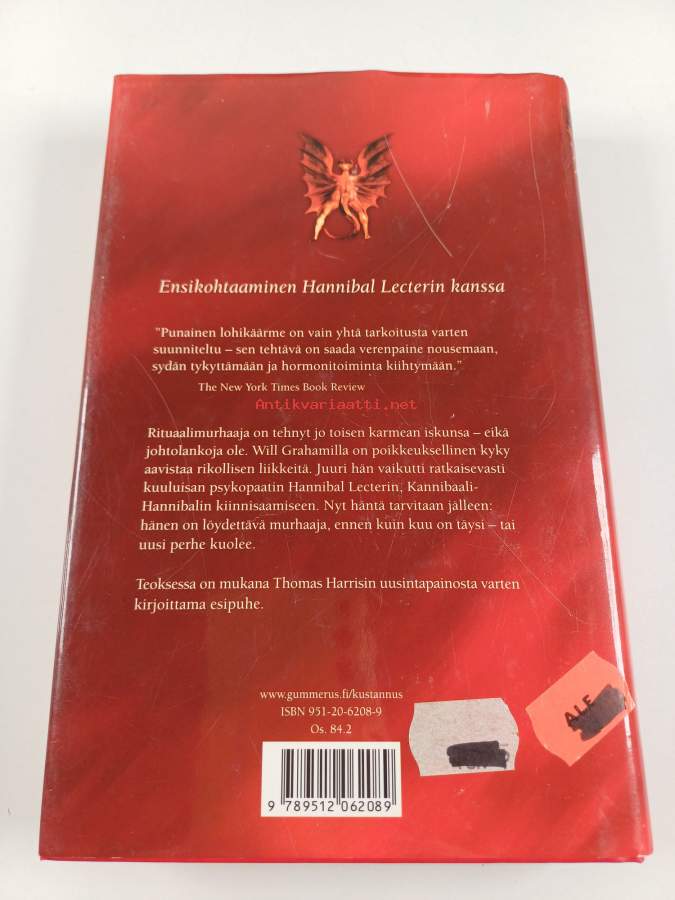 Ensikohtaaminen Hannibal Lecterin kanssa
"Punainen lohikäärme on vain yhtä tarkoitusta varten
suunniteltu – sen tehtävä on saada verenpaine nousemaan,
sydän tykyttämään ja hormonitoiminta kiihtymään."
The New York Times Book Review
Antikvariaatti.net
Rituaalimurhaaja on tehnyt jo toisen karmean iskunsa – eikä
johtolankoja ole. Will Grahamilla on poikkeuksellinen kyky
aavistaa rikollisen liikkeitä. Juuri hän vaikutti ratkaisevasti
kuuluisan psykopaatin Hannibal Lecterin, Kannibaali-
Hannibalin kiinnisaamiseen. Nyt häntä tarvitaan jälleen:
hänen on löydettävä murhaaja, ennen kuin kuu on täysi – tai
uusi perhe kuolee.
Teoksessa on mukana Thomas Harrisin uusintapainosta varten
kirjoittama esipuhe.
www.gummerus.fi/kustannus
ISBN 951-20-6208-9
Os. 84.2
ALE
9 789512 062089